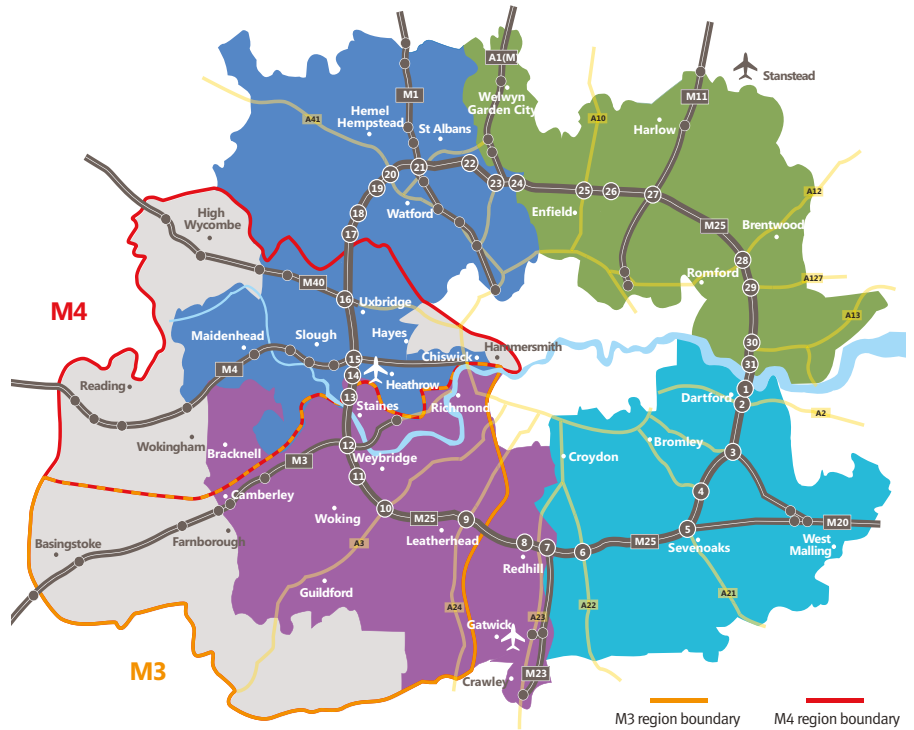 A1(M)
Stanstead
M1
M11
Welwyn
Garden City
Hemel
Hempstead
A41
A10
St Albans
Harlow
22
21
20
23
24
19
25
26
27
A12
High
Wycombe
Watford
18
Enfield
M25
Brentwood
17
28
Romford
A127
M40
16
29
Uxbridge
M4
A13
Maidenhead
Slough
Hayes
30
Hammersmith
15
Chiswick
31
M4
14
Heathrow
Reading
13
Staines
Richmond
Dartford
1
2
A2
Wokingham
Bracknell
12
Bromley
3
M3
Weybridge
Croydon
11
Camberley
4
10
Woking
M25
9
Farnborough
Leatherhead
5
M20
Basingstoke
A3
8
7
6
M25
Sevenoaks
West
Malling
Redhill
Guildford
A21
A24
A23
A22
Gatwick
M3
M23
Crawley
M3 region boundary
M4 region boundary